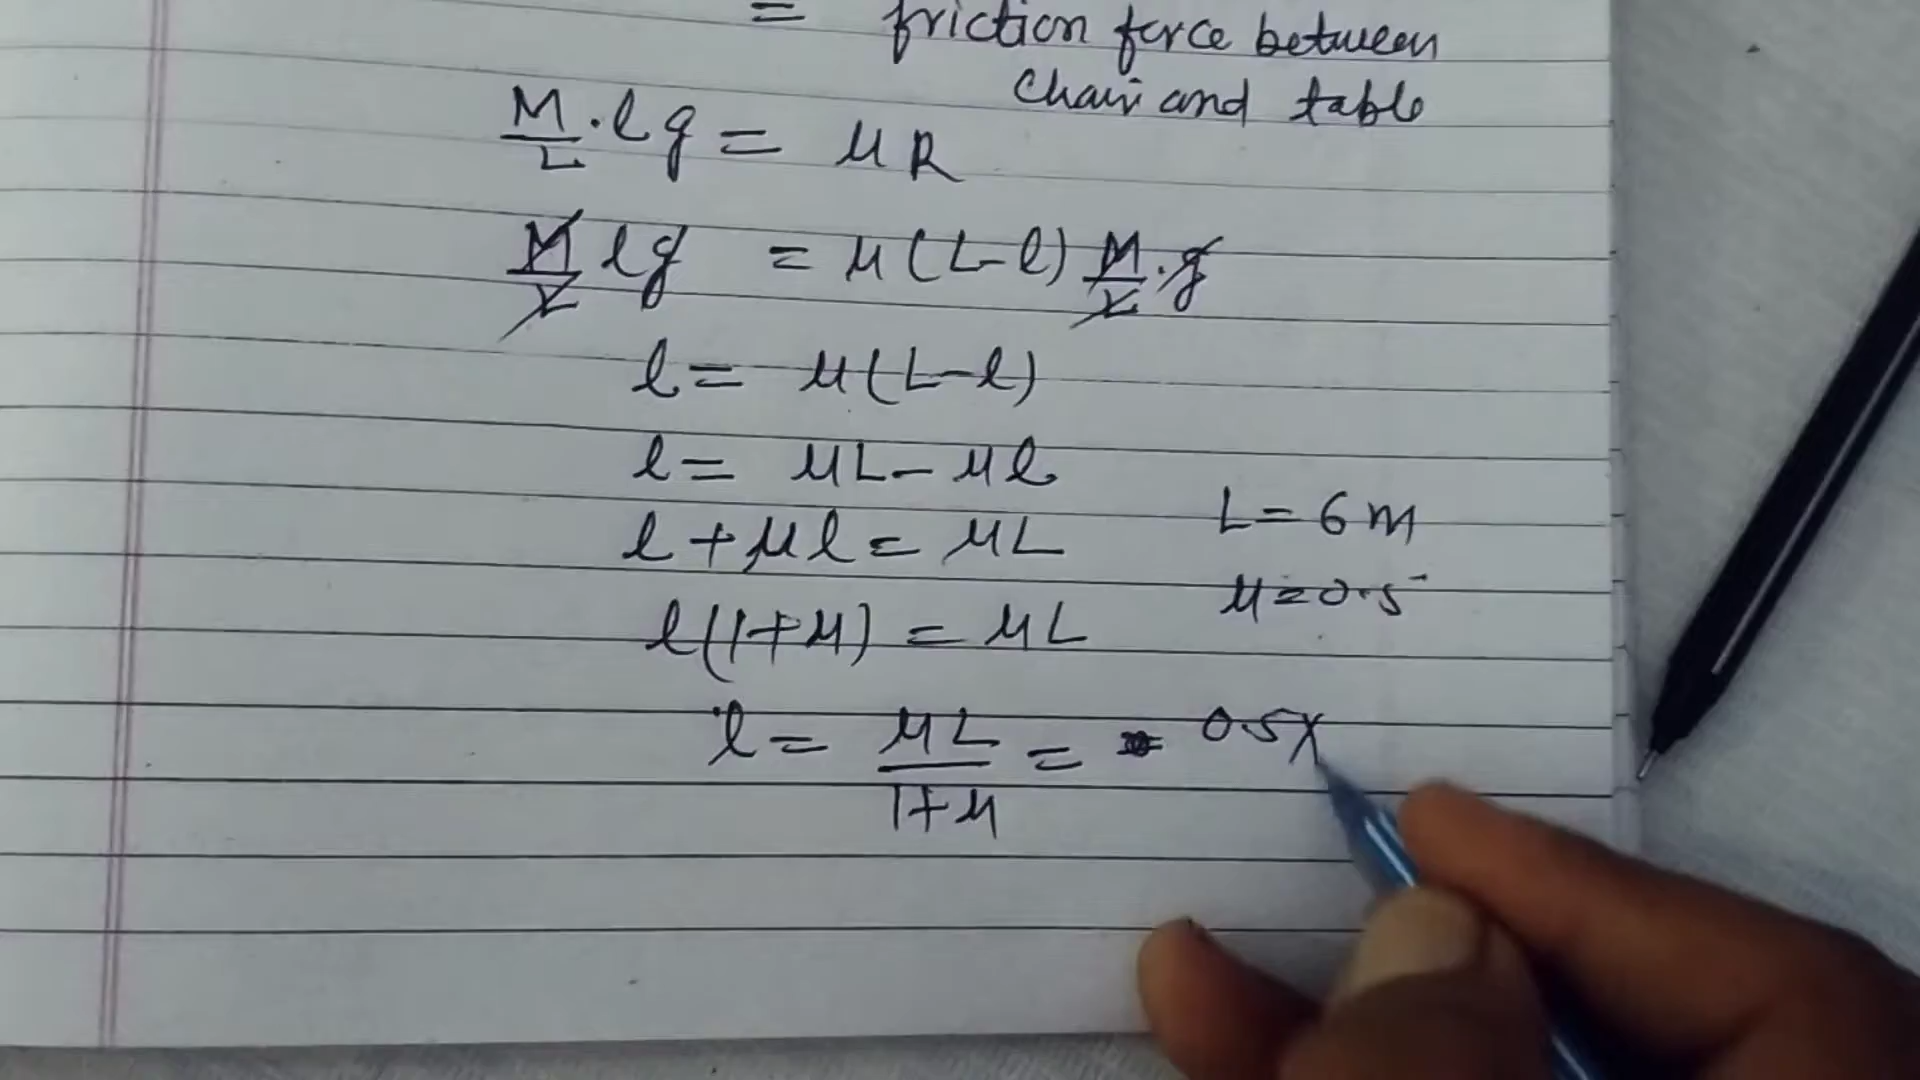 = friction force between
chain and table
M/L · lg = μR
M/L lg = μ(L-l) M/L · g
l = μ(L-l)
l = μL - μl
l + μl = μL
L = 6m
μ = 0.5
l(1+μ) = μL
l = μL/1+μ = 0.5×